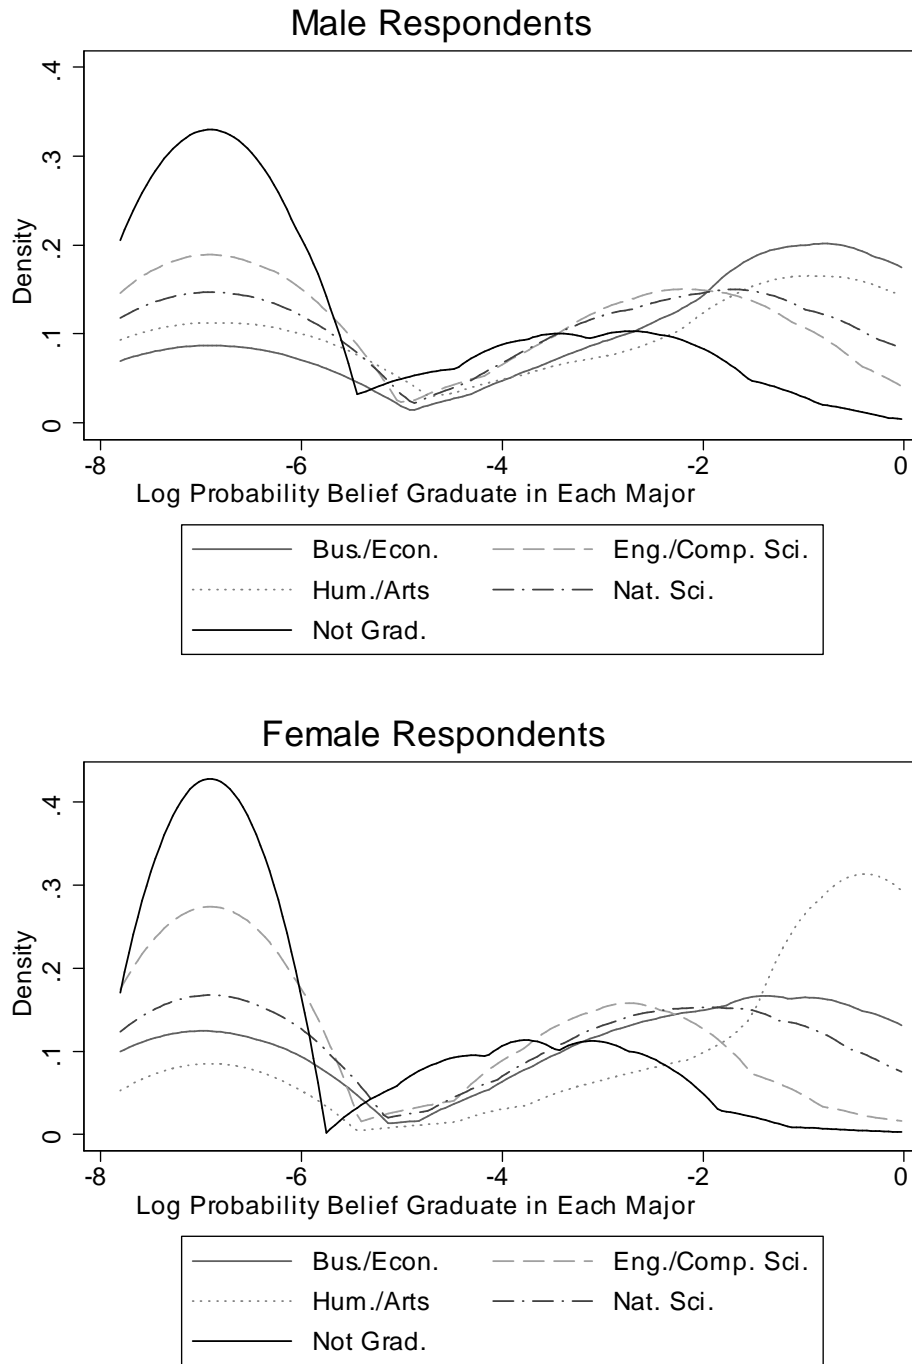 Male Respondents
.4
.3
.2
.1
0
Density
-8 -6 -4 -2 0
Log Probability Belief Graduate in Each Major
Bus./Econ. Eng./Comp. Sci.
Hum./Arts Nat. Sci.
Not Grad.
Female Respondents
.4
.3
.2
.1
0
Density
-8 -6 -4 -2 0
Log Probability Belief Graduate in Each Major
Bus./Econ. Eng./Comp. Sci.
Hum./Arts Nat. Sci.
Not Grad.